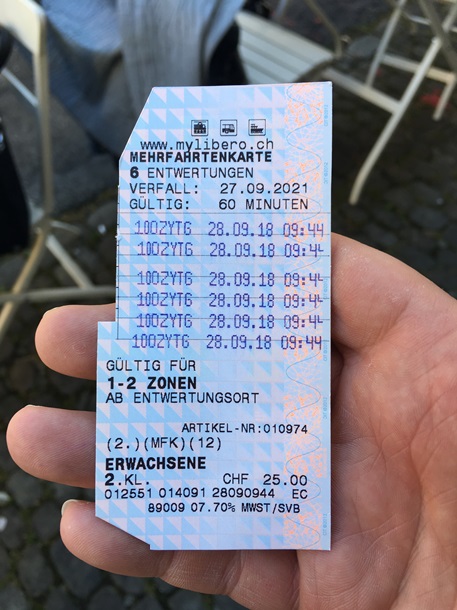 www.mylibero.ch
MEHRFAHRTENKARTE
6 ENTWERTUNGEN
VERFALL: 27.09.2021
GÜLTIG: 60 MINUTEN
100ZYTG 28.09.18 09:44
100ZYTG 28.09.18 09:44
100ZYTG 28.09.18 09:44
100ZYTG 28.09.18 09:44
100ZYTG 28.09.18 09:44
100ZYTG 28.09.18 09:44
GÜLTIG FÜR
1-2 ZONEN
AB ENTWERTUNGSORT
ARTIKEL-NR:010974
(2.)(MFK)(12)
ERWACHSENE
2.KL. CHF 25.00
012551 014091 28090944 EC
89009 07.70% MWST/SVB